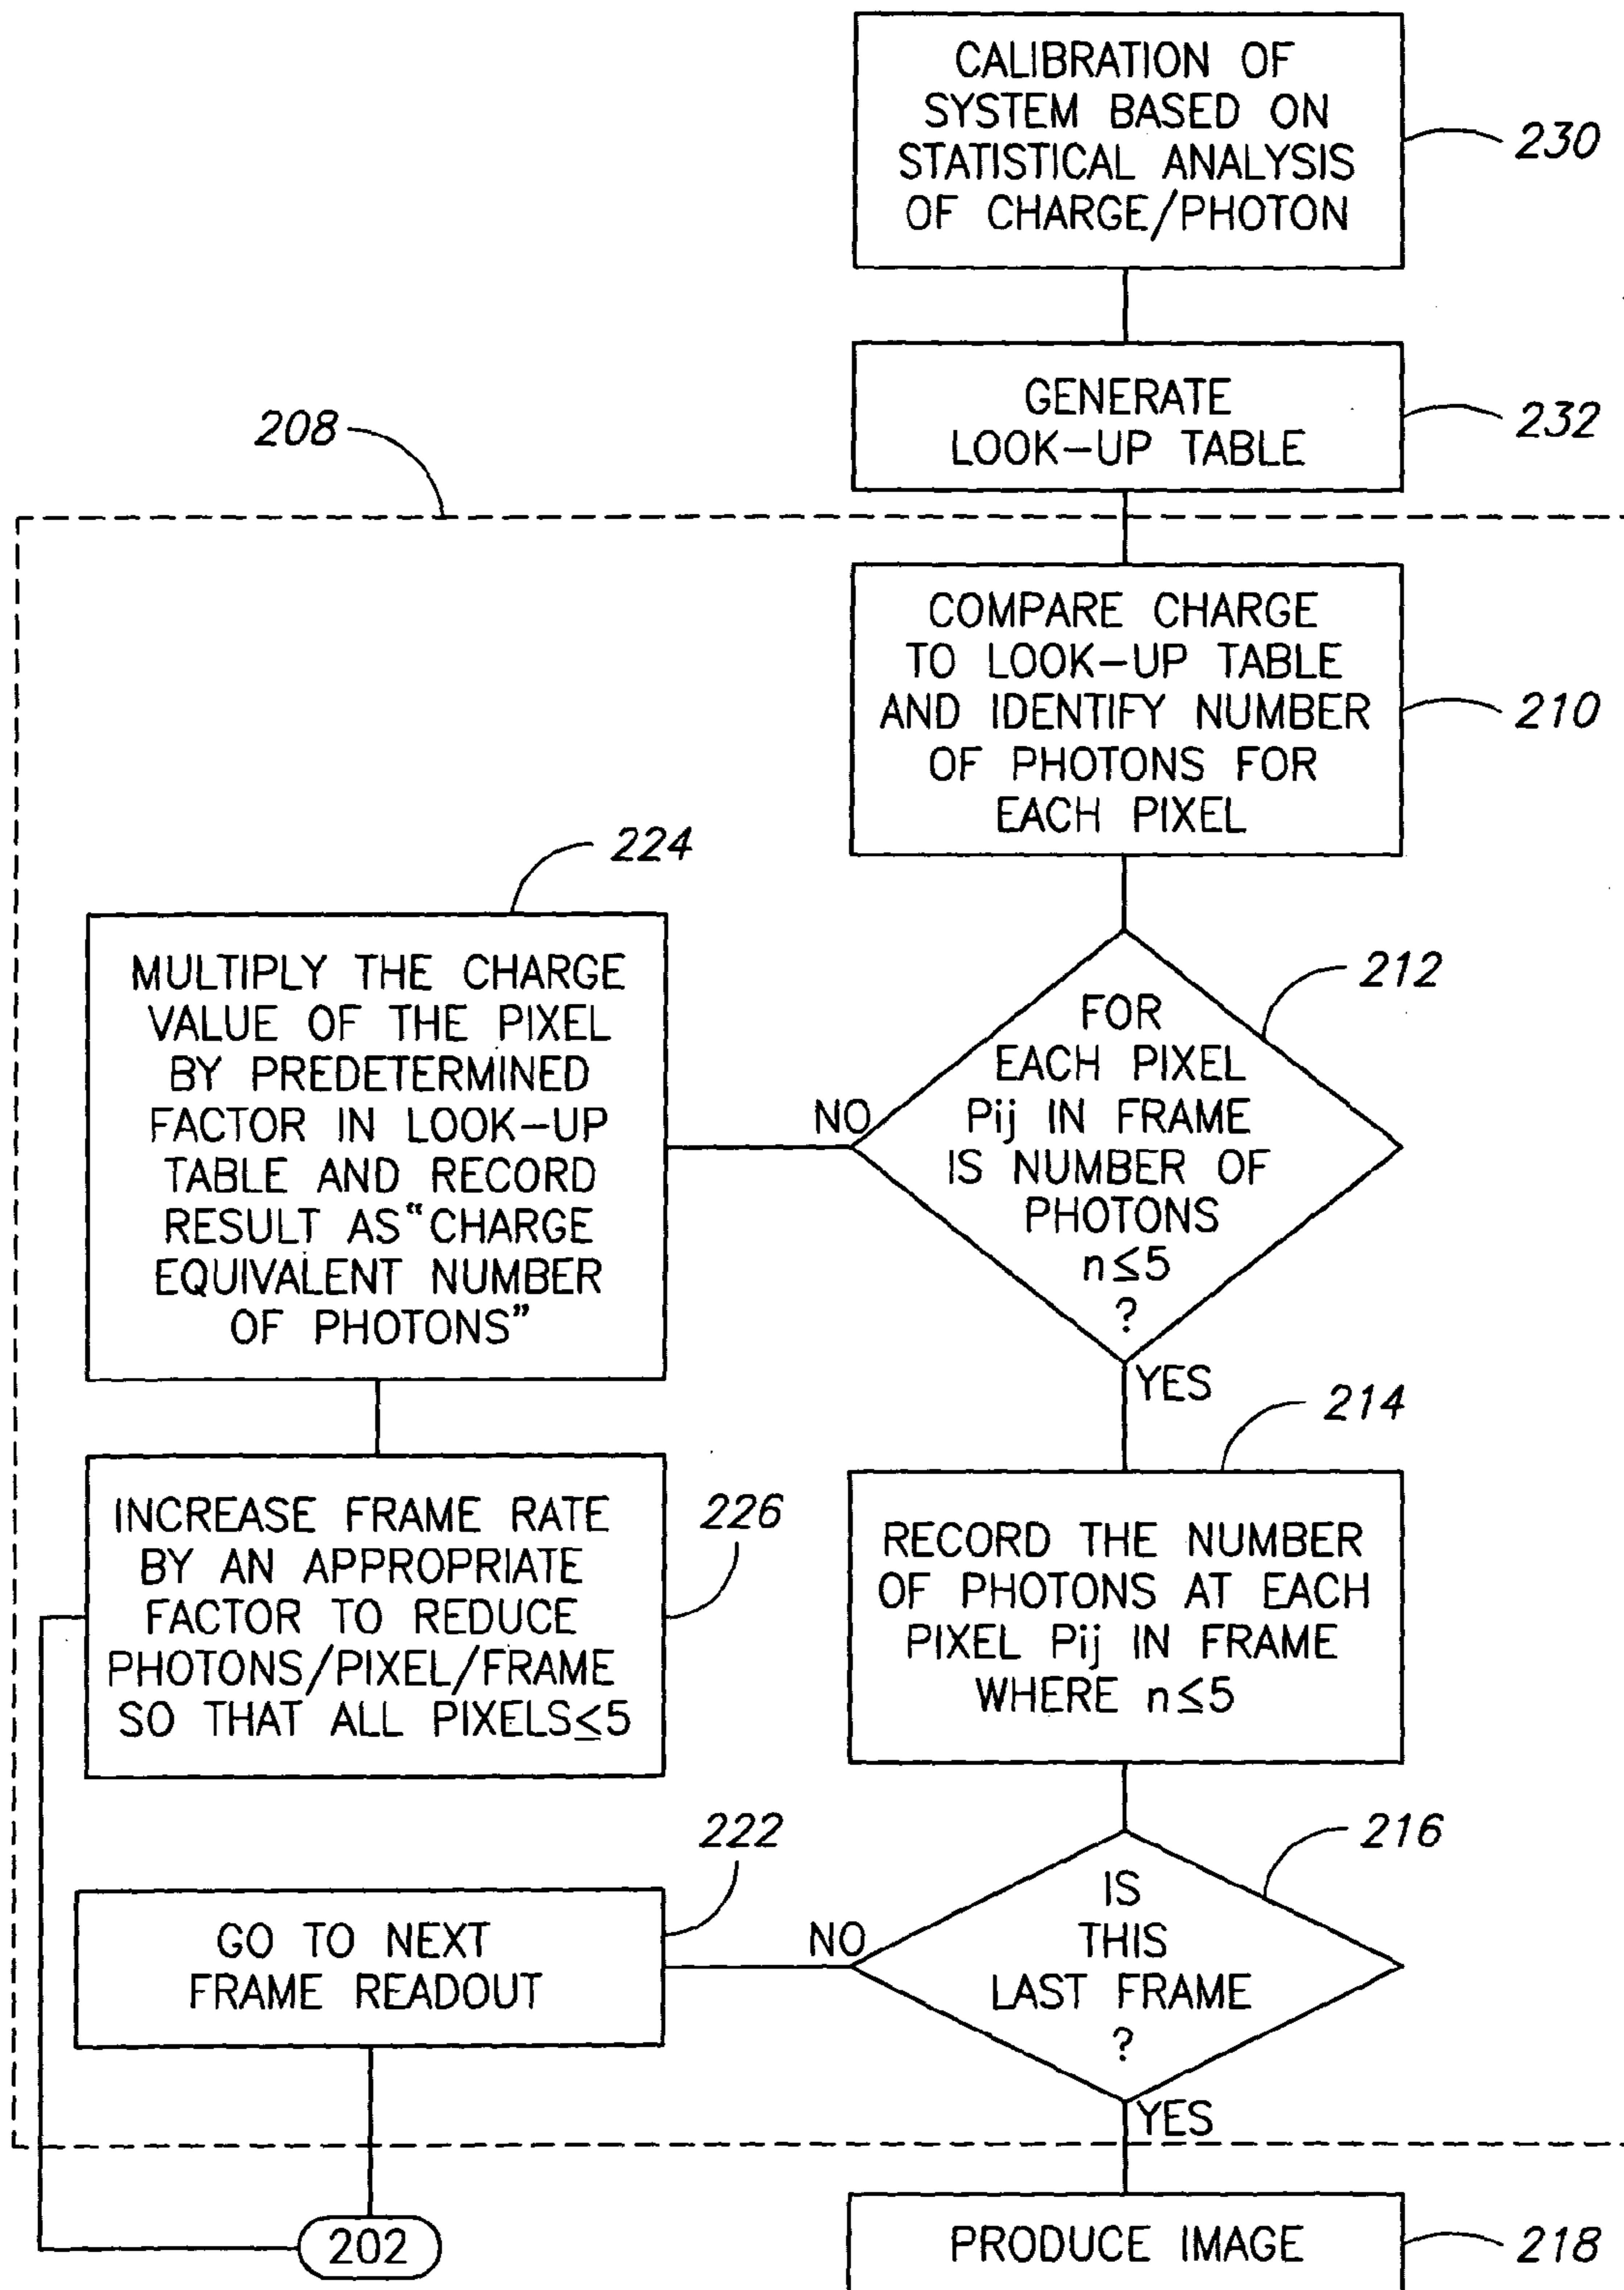 CALIBRATION OF
SYSTEM BASED ON
STATISTICAL ANALYSIS
OF CHARGE/PHOTON
230
GENERATE
LOOK-UP TABLE
232
208
COMPARE CHARGE
TO LOOK-UP TABLE
AND IDENTIFY NUMBER
OF PHOTONS FOR
EACH PIXEL
210
224
MULTIPLY THE CHARGE
VALUE OF THE PIXEL
BY PREDETERMINED
FACTOR IN LOOK-UP
TABLE AND RECORD
RESULT AS "CHARGE
EQUIVALENT NUMBER
OF PHOTONS"
212
FOR
EACH PIXEL
Pij IN FRAME
IS NUMBER OF
PHOTONS
n≤5
?
NO
YES
214
INCREASE FRAME RATE
BY AN APPROPRIATE
FACTOR TO REDUCE
PHOTONS/PIXEL/FRAME
SO THAT ALL PIXELS≤5
226
RECORD THE NUMBER
OF PHOTONS AT EACH
PIXEL Pij IN FRAME
WHERE n≤5
222
GO TO NEXT
FRAME READOUT
216
IS
THIS
LAST FRAME
?
NO
YES
202
PRODUCE IMAGE
218